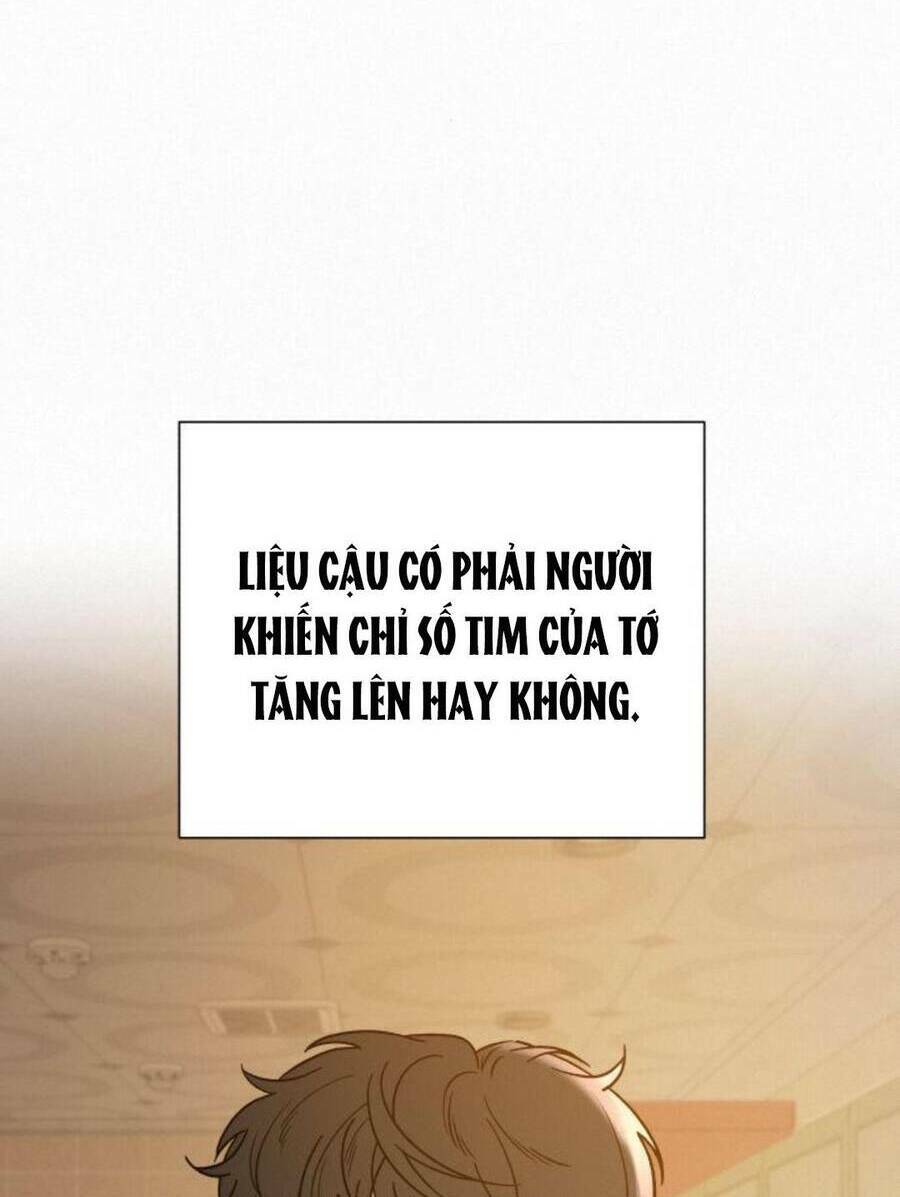 LIỆU CẬU CÓ PHẢI NGƯỜI
KHIẾN CHỈ SỐ TIM CỦA TỚ
TĂNG LÊN HAY KHÔNG.